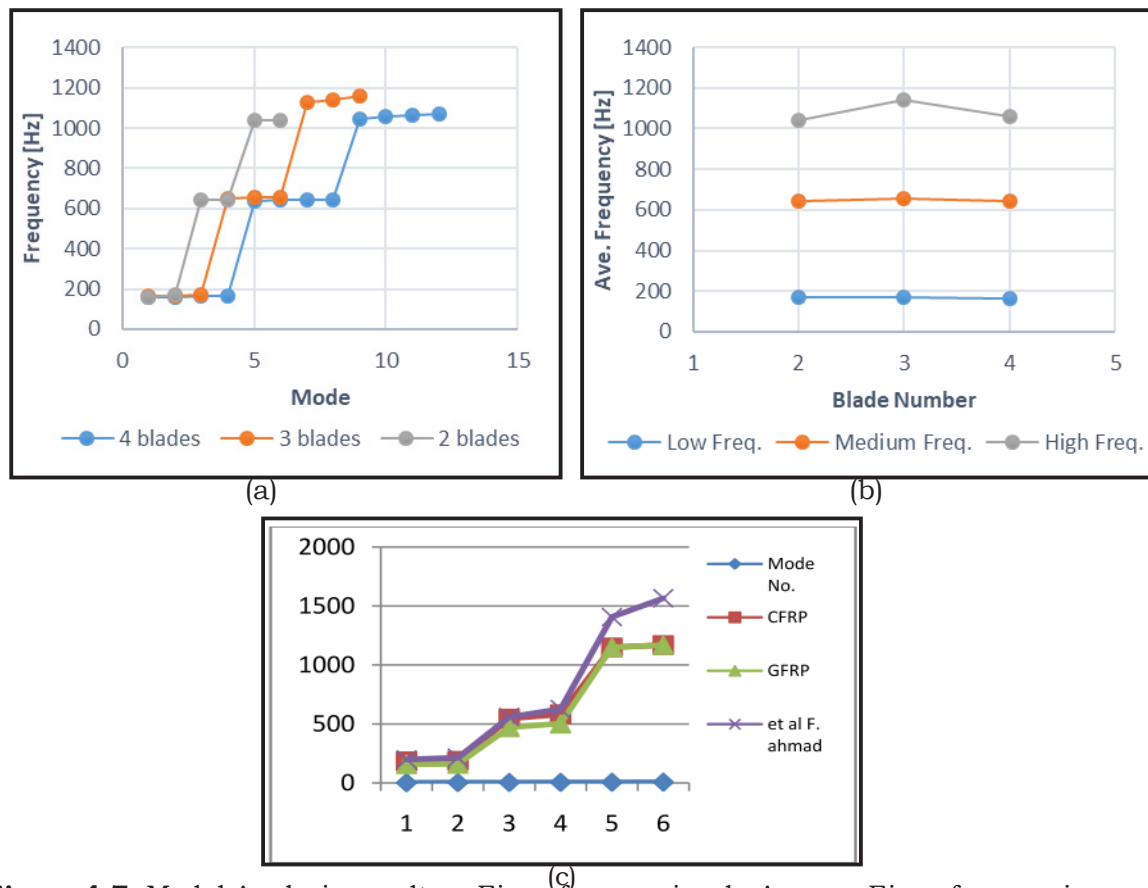 1400
1200
1000
800
600
400
200
0
0 5 10 15
Frequency [Hz]
Mode
4 blades 3 blades 2 blades
(a)
1400
1200
1000
800
600
400
200
0
1 2 3 4 5
Ave. Frequency [Hz]
Blade Number
Low Freq. Medium Freq. High Freq.
(b)
2000
1500
1000
500
0
1 2 3 4 5 6
Mode
No.
CFRP
GFRP
et al F.
ahmad
(c)